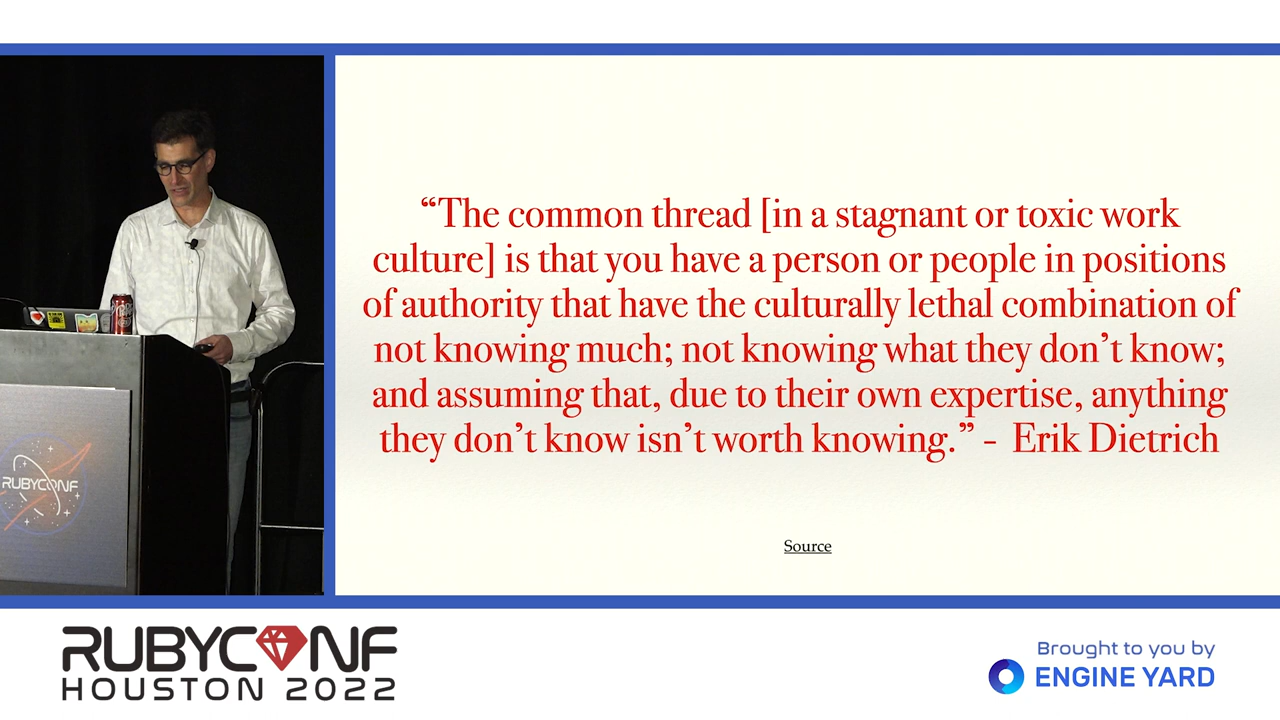 “The common thread [in a stagnant or toxic work
culture] is that you have a person or people in positions
of authority that have the culturally lethal combination of
not knowing much; not knowing what they don’t know;
and assuming that, due to their own expertise, anything
they don’t know isn’t worth knowing.” - Erik Dietrich
Source
RUBYCONF
RUBYCONF
HOUSTON 2022
Brought to you by
ENGINE YARD